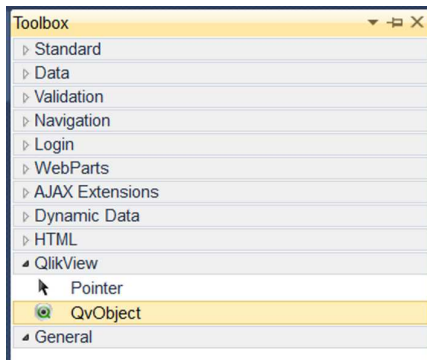 Toolbox
Standard
Data
Validation
Navigation
Login
WebParts
AJAX Extensions
Dynamic Data
HTML
QlikView
Pointer
QvObject
General